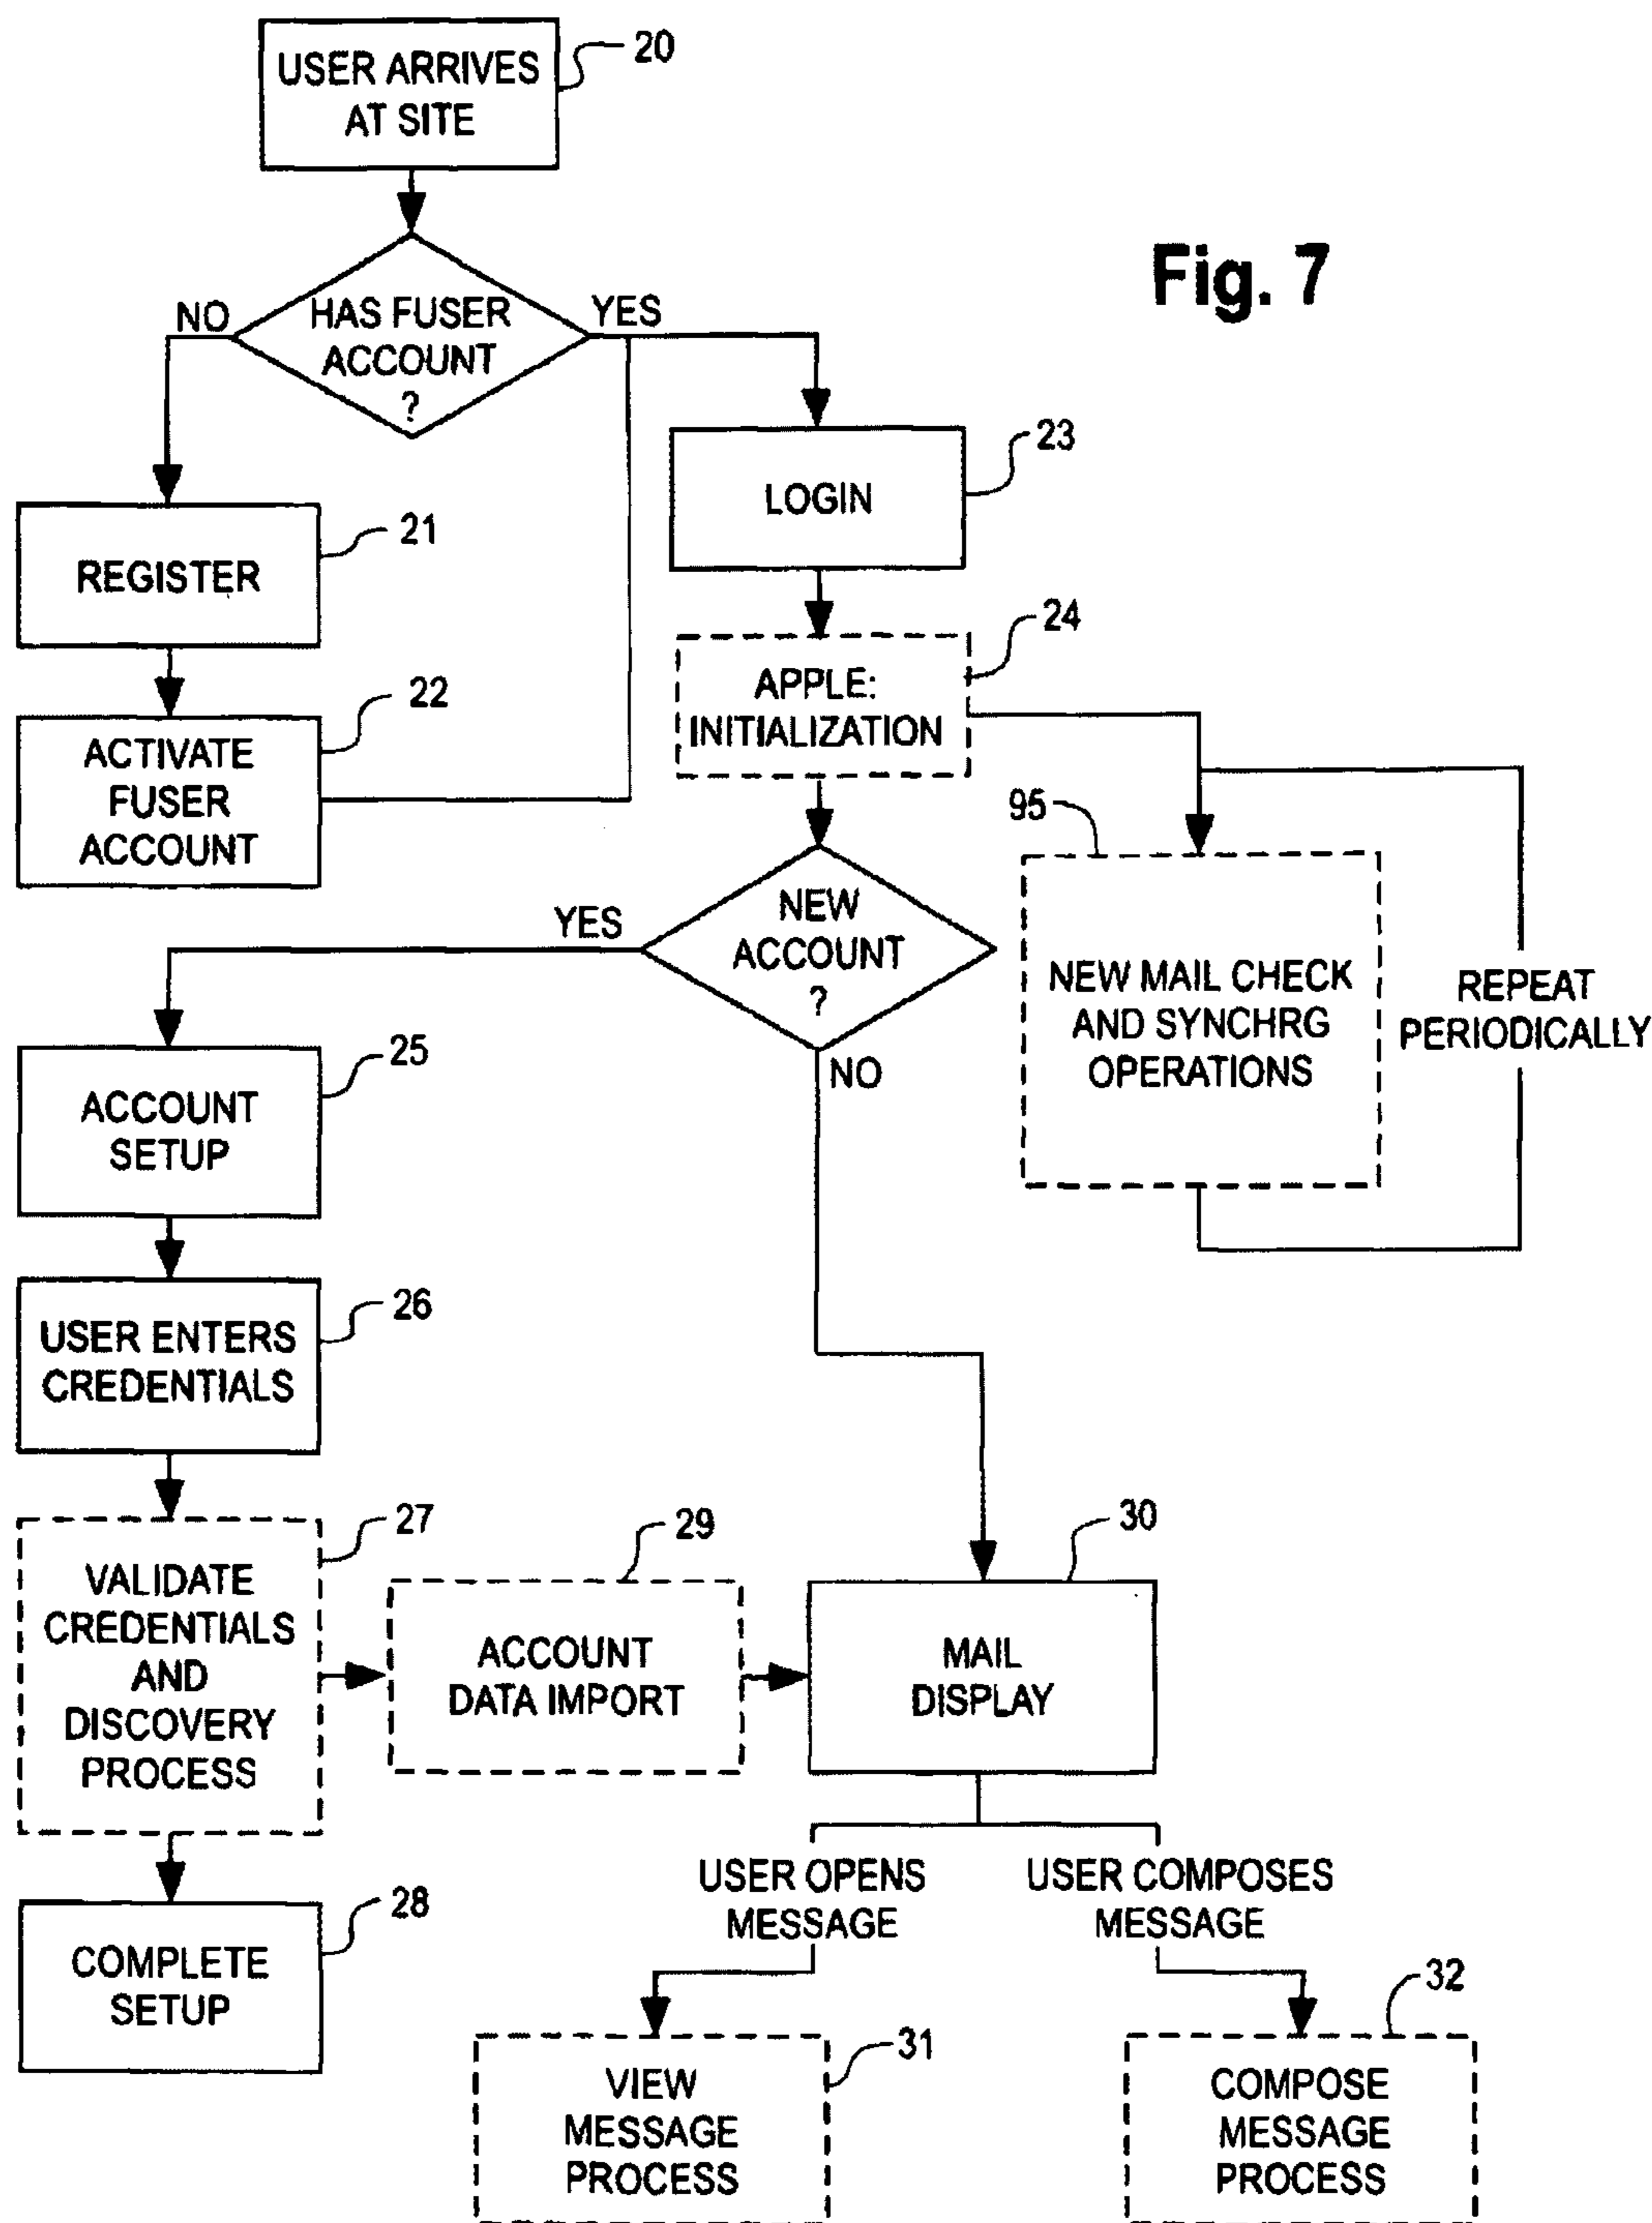 USER ARRIVES
AT SITE
20
Fig. 7
NO
HAS FUSER
ACCOUNT
?
YES
REGISTER
21
ACTIVATE
FUSER
ACCOUNT
22
LOGIN
23
APPLE:
INITIALIZATION
24
NEW
ACCOUNT
?
YES
NO
95
NEW MAIL CHECK
AND SYNCHRG
OPERATIONS
REPEAT
PERIODICALLY
ACCOUNT
SETUP
25
USER ENTERS
CREDENTIALS
26
VALIDATE
CREDENTIALS
AND
DISCOVERY
PROCESS
27
COMPLETE
SETUP
28
ACCOUNT
DATA IMPORT
29
MAIL
DISPLAY
30
USER OPENS
MESSAGE
USER COMPOSES
MESSAGE
VIEW
MESSAGE
PROCESS
31
COMPOSE
MESSAGE
PROCESS
32